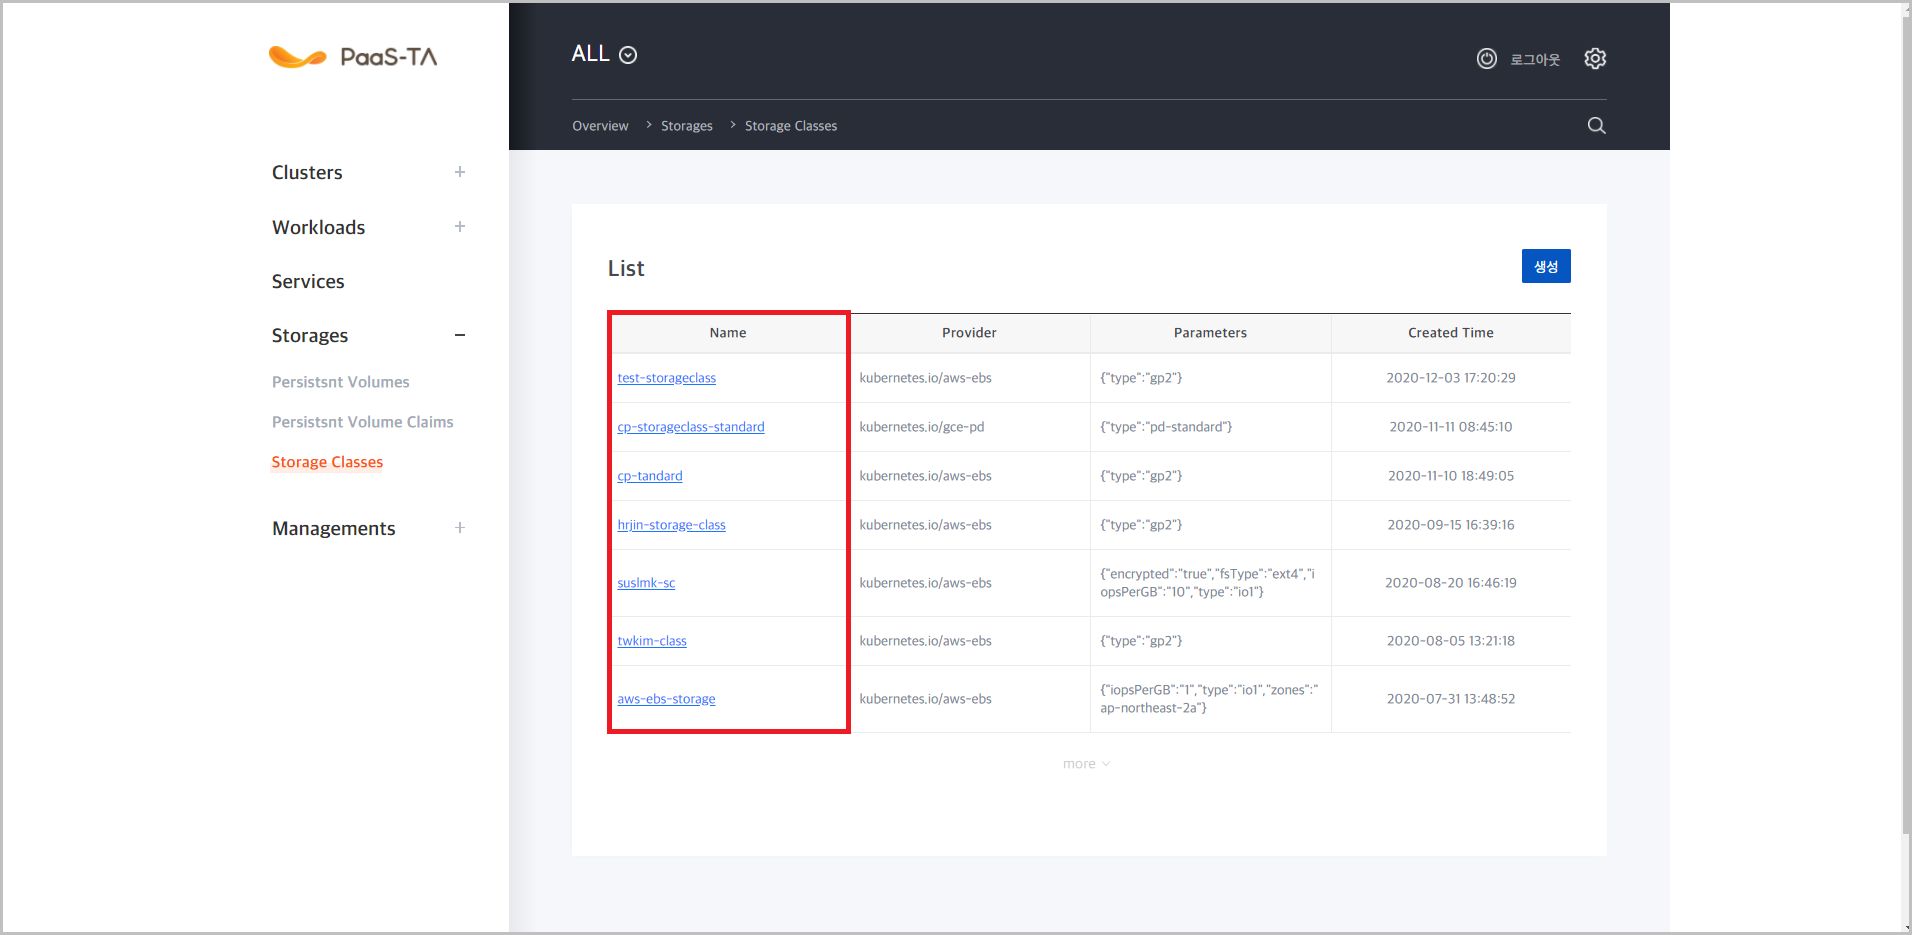 PaaS-TA
ALL
로그아웃
Overview > Storages > Storage Classes
Clusters +
Workloads +
Services
Storages −
Persistsnt Volumes
Persistsnt Volume Claims
Storage Classes
Managements +
List
생성
Name Provider Parameters Created Time
test-storageclass kubernetes.io/aws-ebs {"type":"gp2"} 2020-12-03 17:20:29
cp-storageclass-standard kubernetes.io/gce-pd {"type":"pd-standard"} 2020-11-11 08:45:10
cp-tandard kubernetes.io/aws-ebs {"type":"gp2"} 2020-11-10 18:49:05
hrjin-storage-class kubernetes.io/aws-ebs {"type":"gp2"} 2020-09-15 16:39:16
suslmk-sc kubernetes.io/aws-ebs {"encrypted":"true","fsType":"ext4","i
opsPerGB":"10","type":"io1"} 2020-08-20 16:46:19
twkim-class kubernetes.io/aws-ebs {"type":"gp2"} 2020-08-05 13:21:18
aws-ebs-storage kubernetes.io/aws-ebs {"iopsPerGB":"1","type":"io1","zones":"
ap-northeast-2a"} 2020-07-31 13:48:52
more